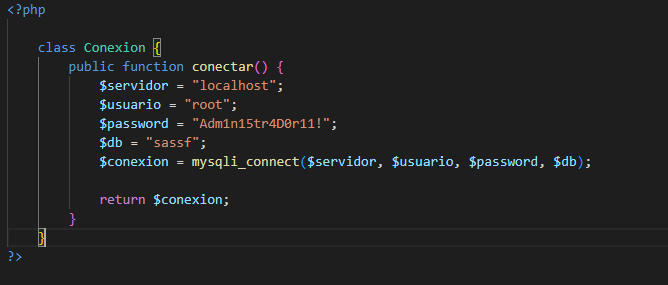 <?php
class Conexion {
public function conectar() {
$servidor = "localhost";
$usuario = "root";
$password = "Adm1n15tr4D0r11!";
$db = "sassf";
$conexion = mysqli_connect($servidor, $usuario, $password, $db);
return $conexion;
}
}
?>